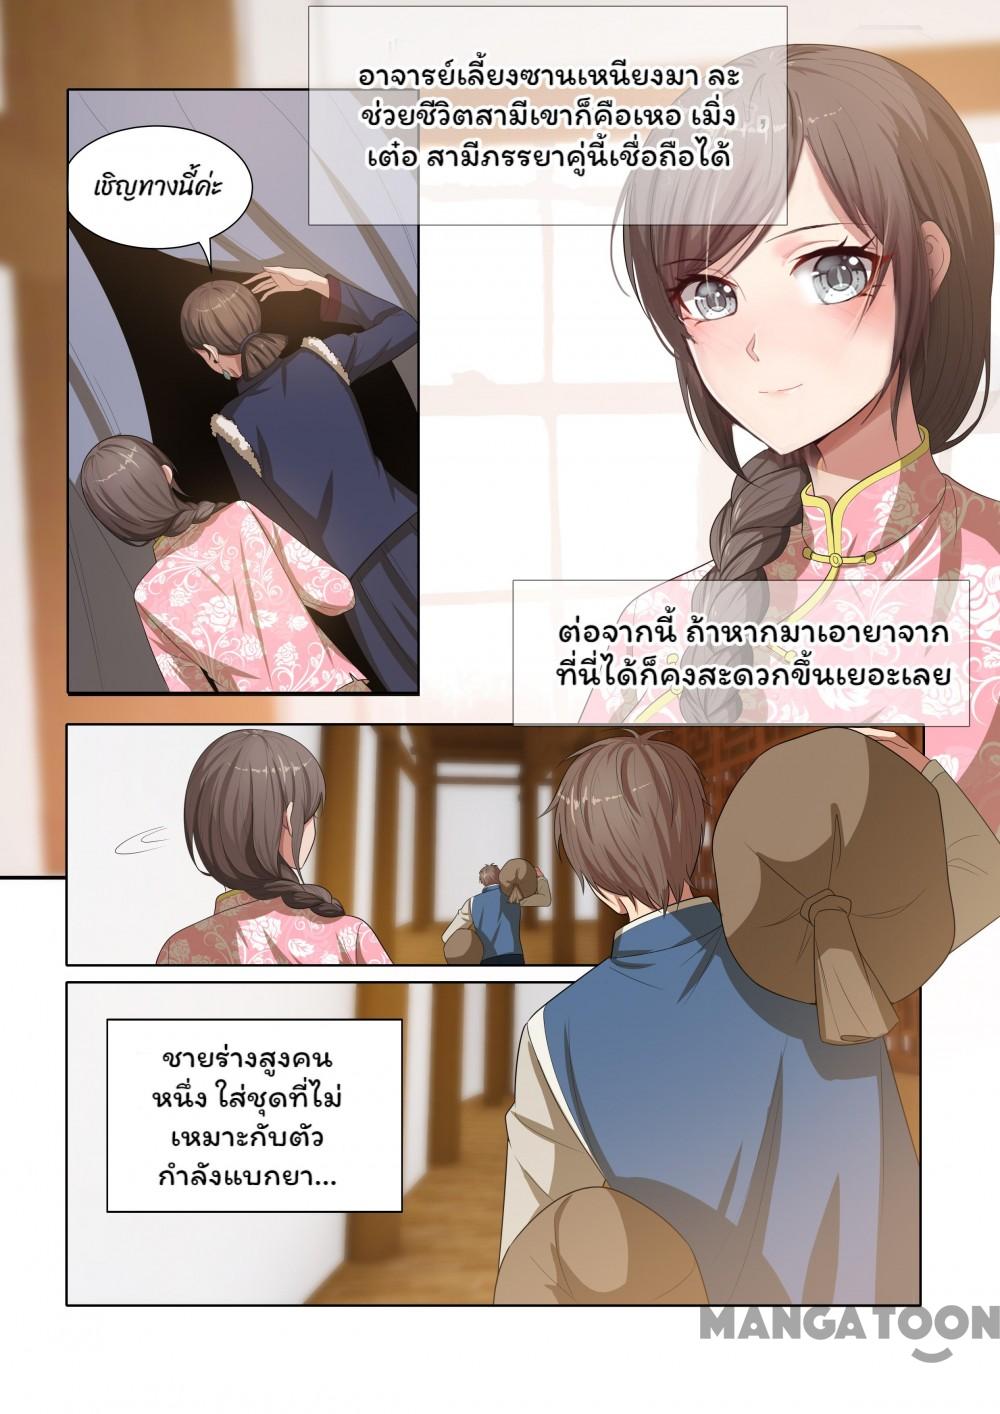 อาจารย์เลี้ยงซานเหนียงมา ละ
ช่วยชีวิตสามีเขาก็คือเหอ เมิ่ง ,
เต๋อ สามีภรรยาคู่นี้เชื่อถือได้
เชิญทางนี้ค่ะ
ต่อจากนี้ ถ้าหากมาเอายาจาก
ที่นี่ได้ก็คงสะดวกขึ้นเยอะเลย
ชายร่างสูงคน
หนึ่ง ใส่ชุดที่ไม่
เหมาะกับตัว
กำลังแบกยา...
MANGATOON